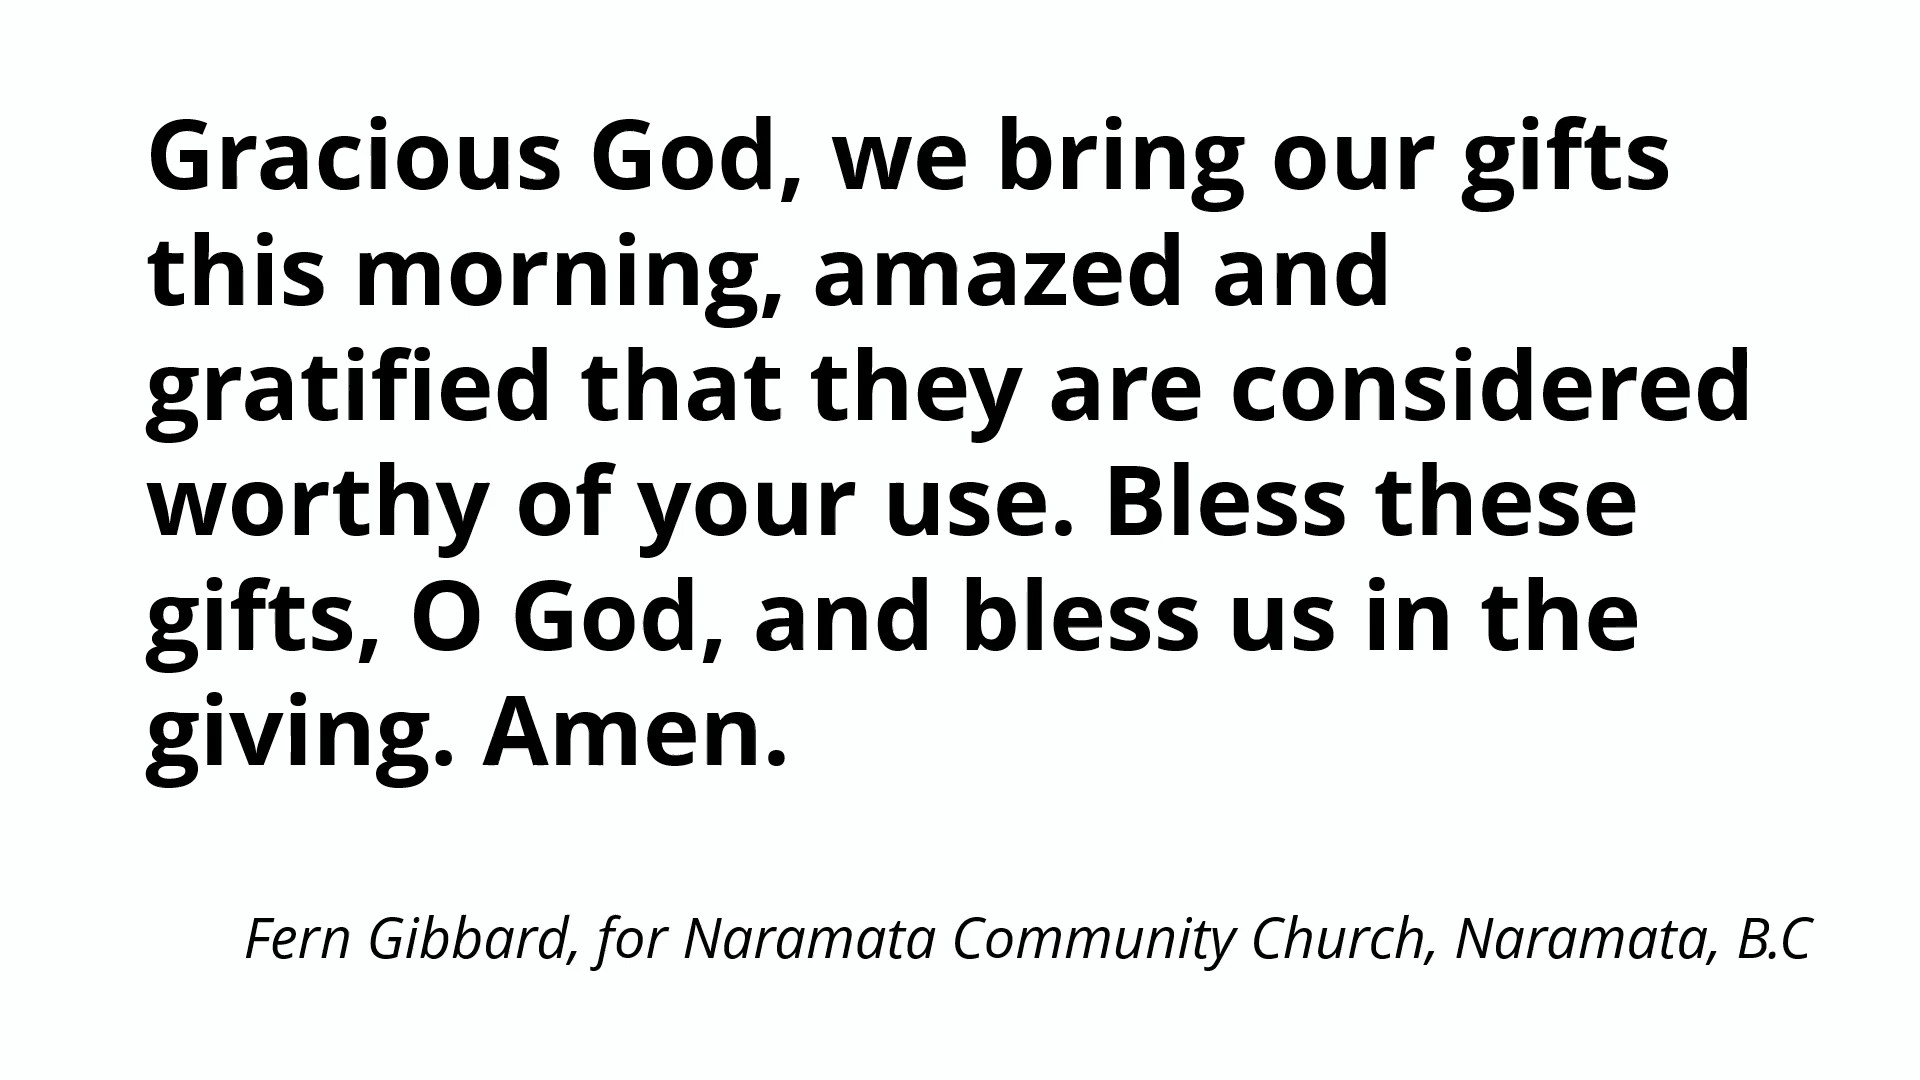 Gracious God, we bring our gifts
this morning, amazed and
gratified that they are considered
worthy of your use. Bless these
gifts, O God, and bless us in the
giving. Amen.
Fern Gibbard, for Naramata Community Church, Naramata, B.C